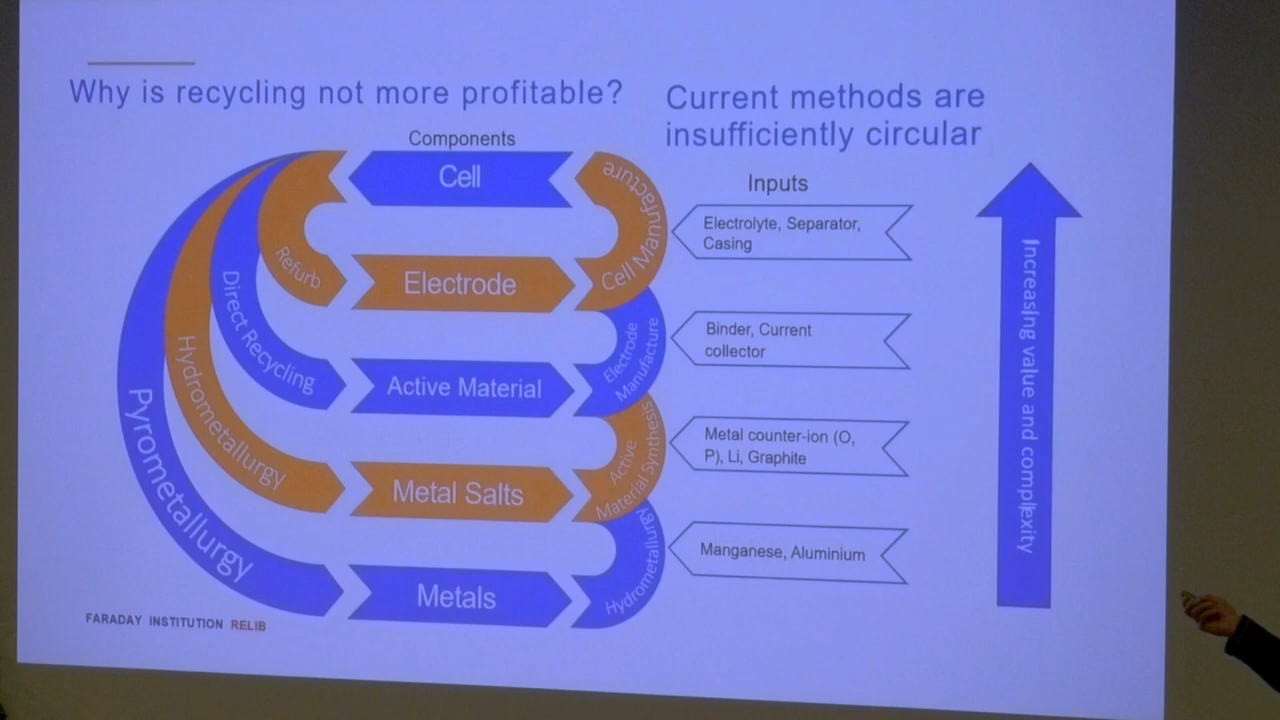 Why is recycling not more profitable?
Current methods are
insufficiently circular
Components
Cell
Electrode
Active Material
Metal Salts
Metals
Refurb
Direct Recycling
Hydrometallurgy
Pyrometallurgy
Cell Manufacture
Electrode
Manufacture
Active
Material Synthesis
Hydrometallurgy
Inputs
Electrolyte, Separator,
Casing
Binder, Current
collector
Metal counter-ion (O,
P), Li, Graphite
Manganese, Aluminium
Increasing value and complexity
FARADAY INSTITUTION RELIB